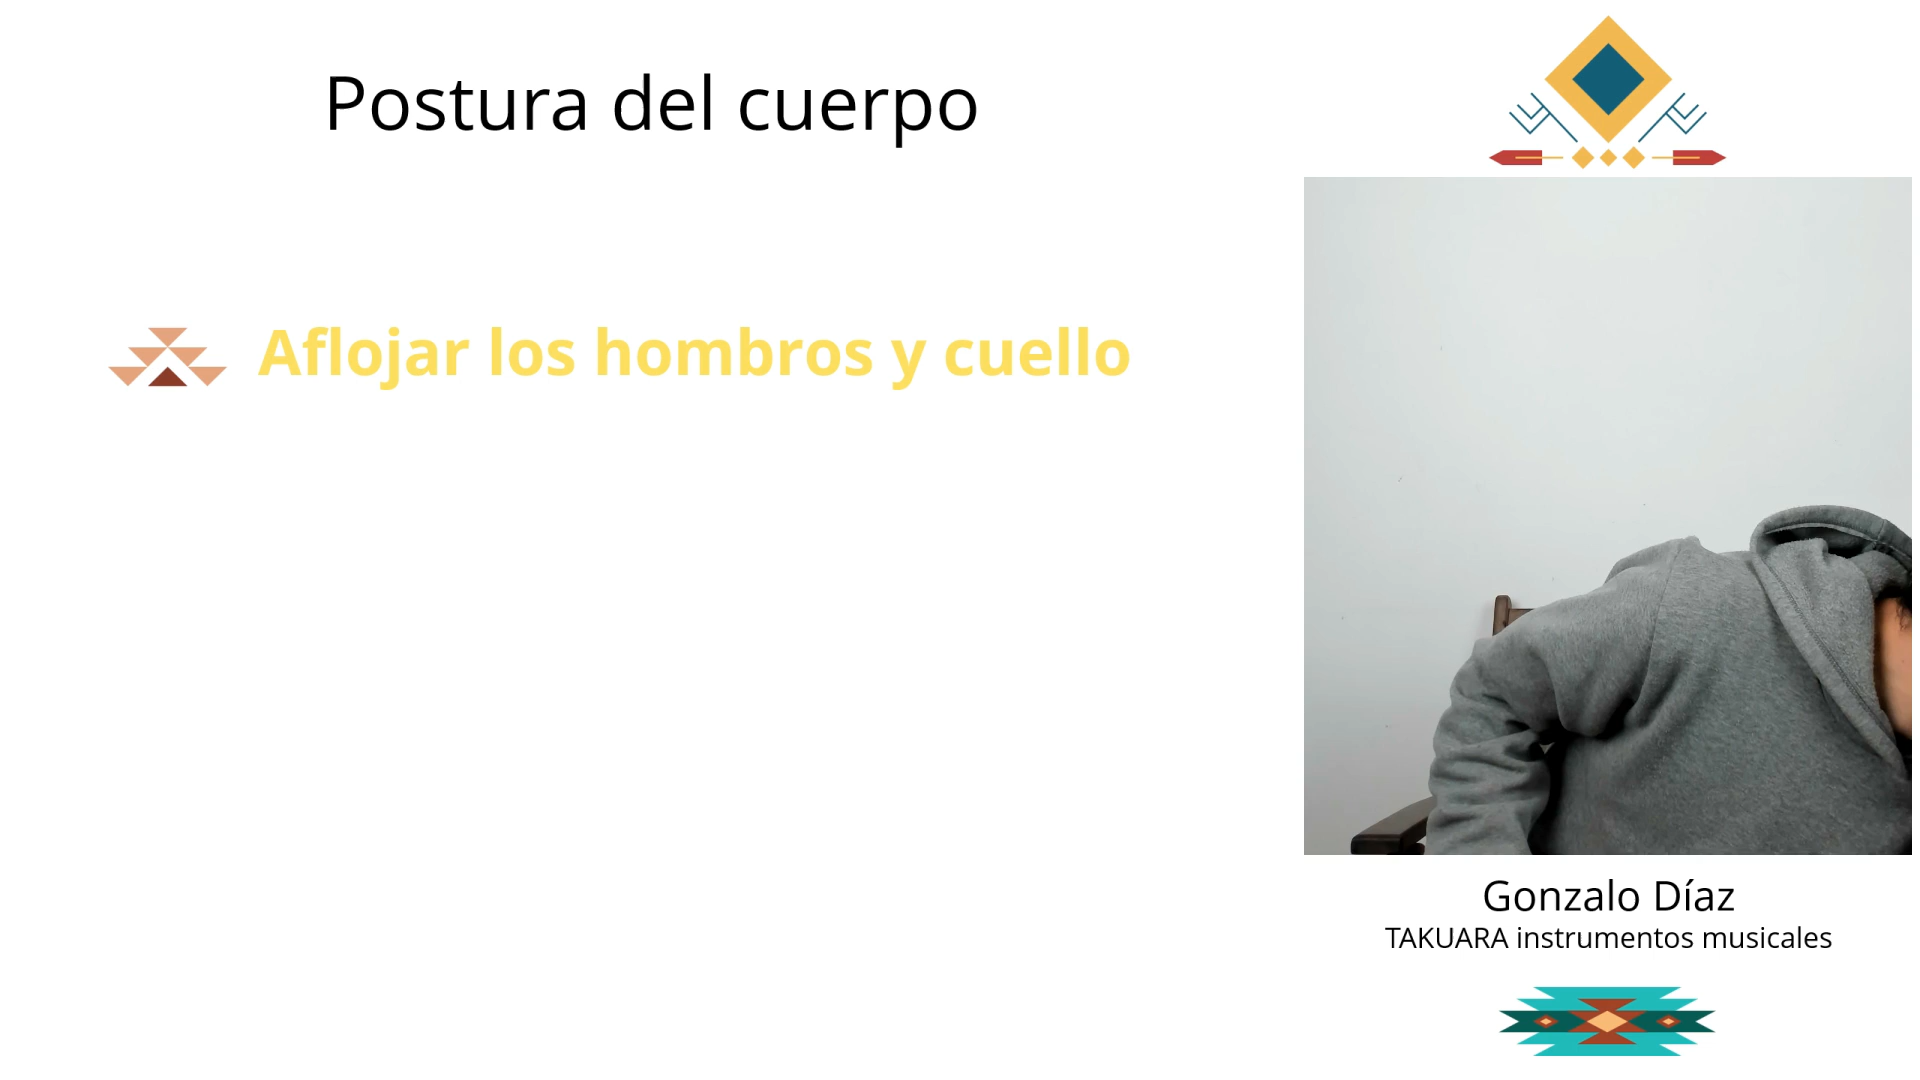 Postura del cuerpo
Aflojar los hombros y cuello
Gonzalo Díaz
TAKUARA instrumentos musicales